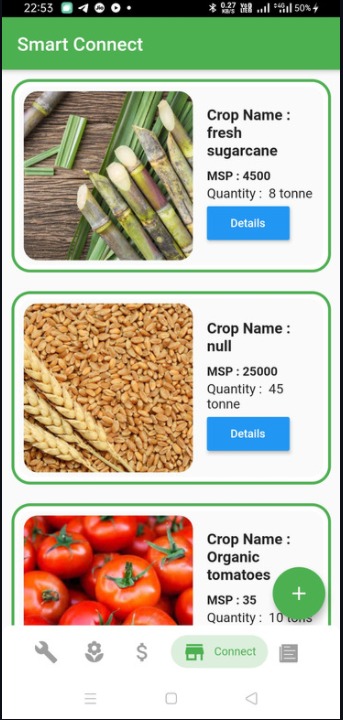 22:53
0.27
KB/S
4G
50%
Smart Connect
Crop Name :
fresh
sugarcane
MSP : 4500
Quantity :  8 tonne
Details
Crop Name :
null
MSP : 25000
Quantity :  45
tonne
Details
Crop Name :
Organic
tomatoes
MSP : 35
Quantity :  10 tons
+
$
Connect